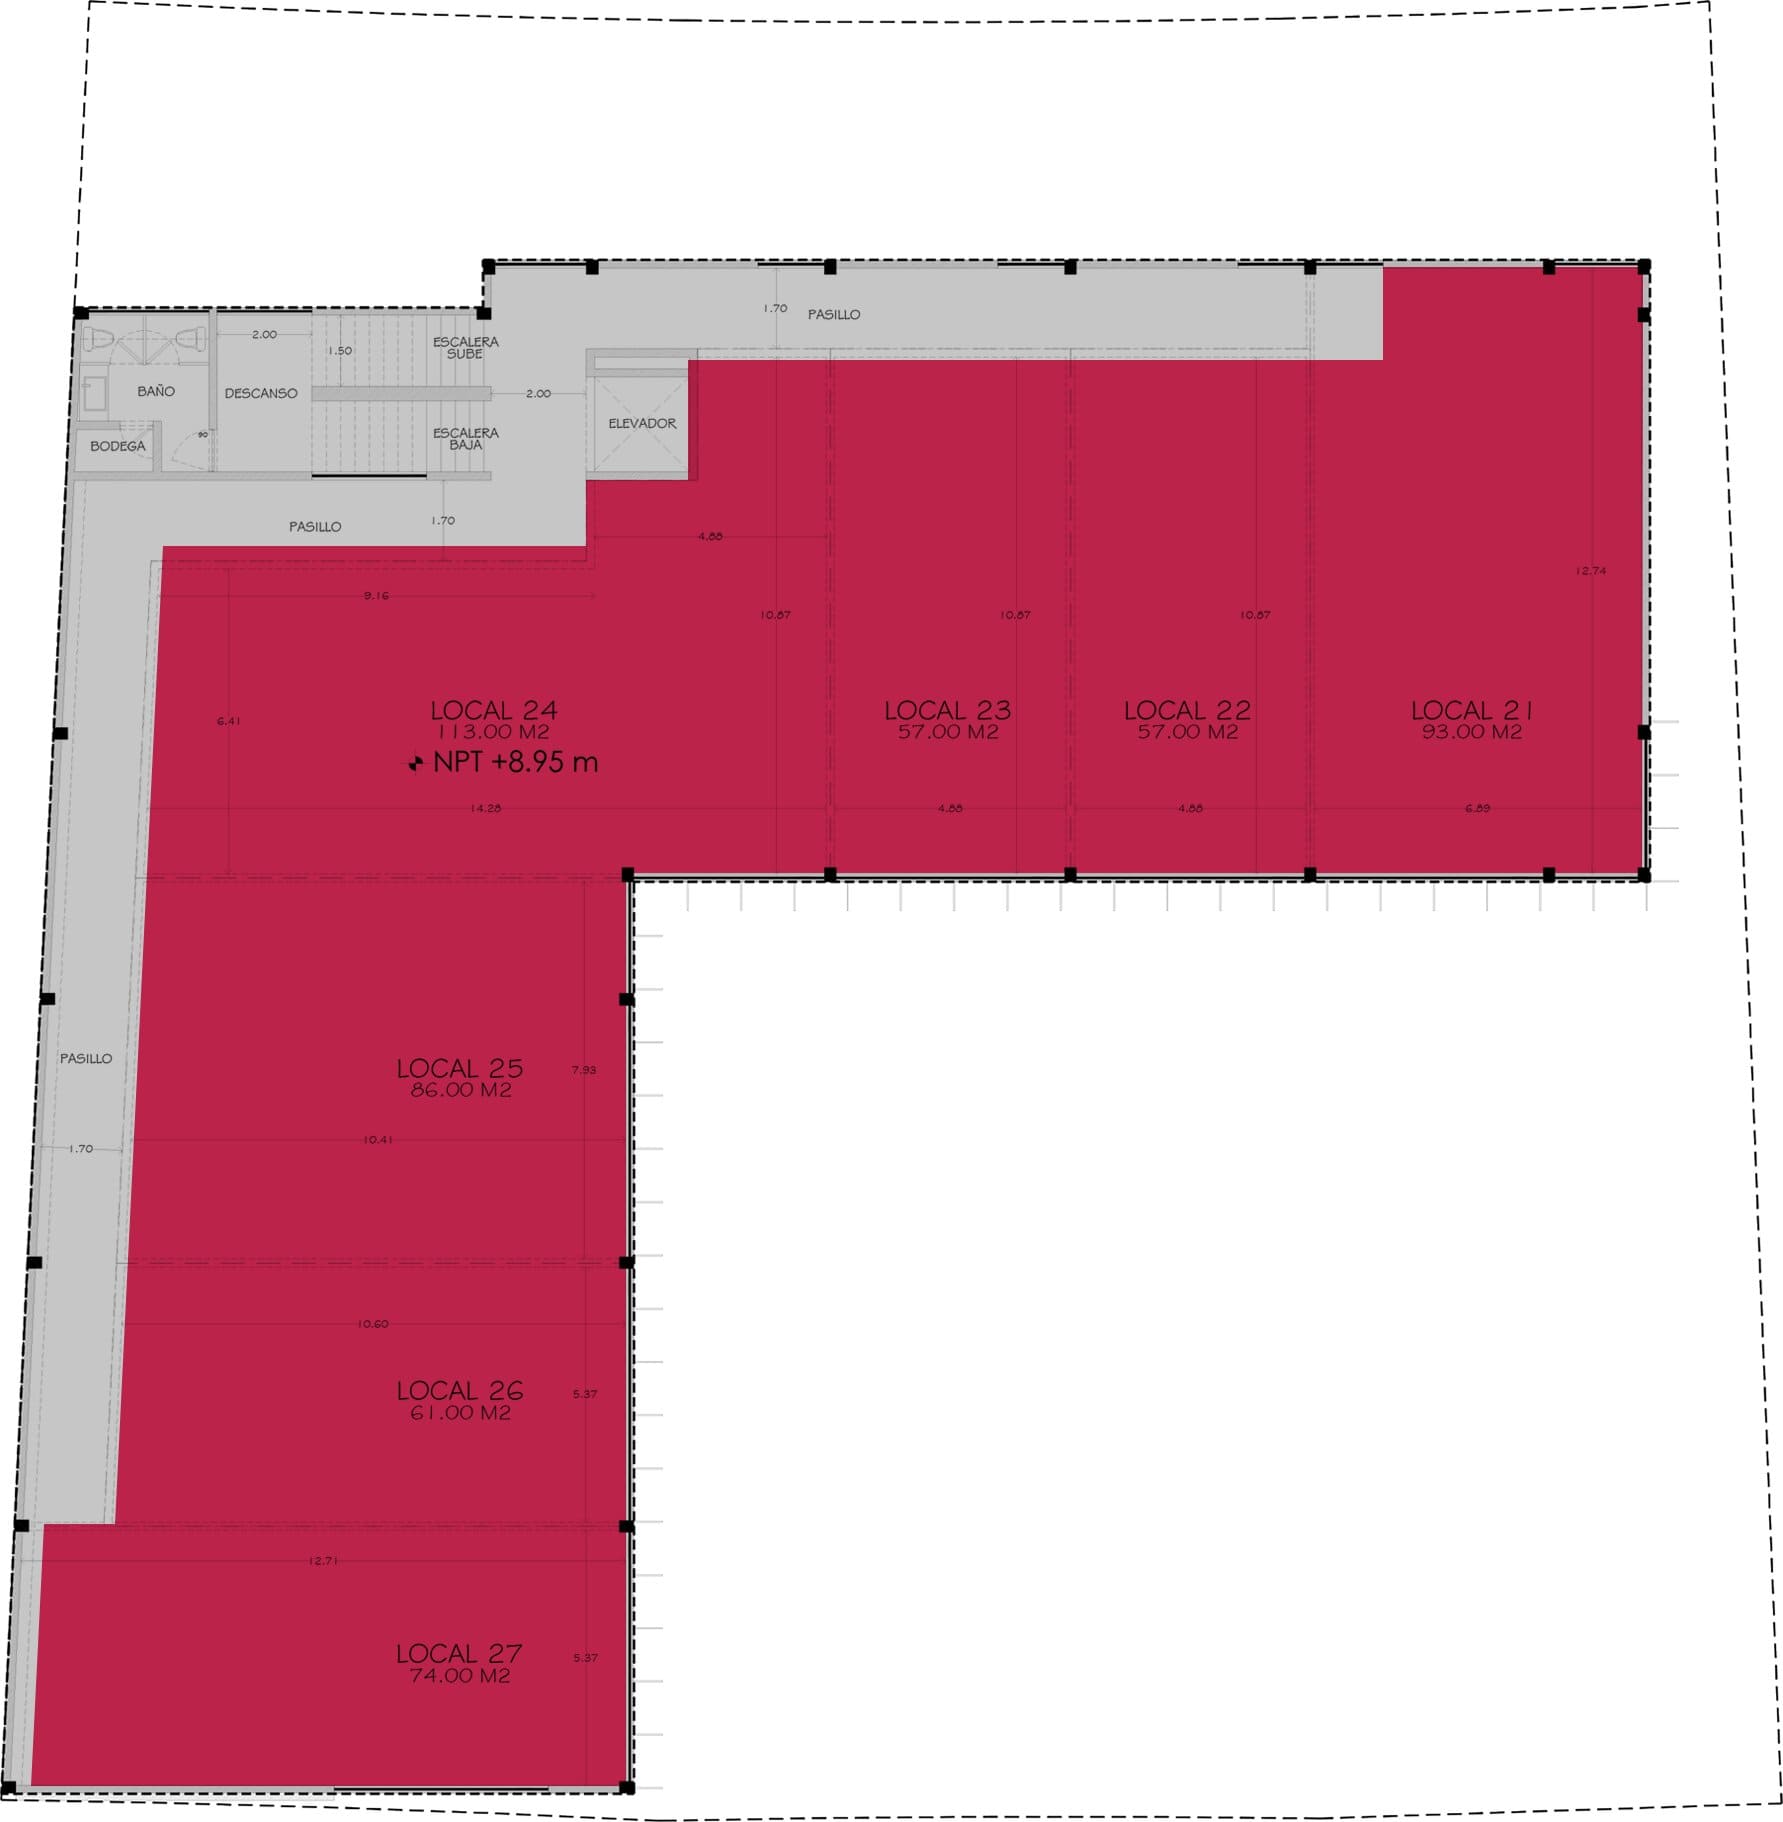 1.70
PASILLO
2.00
1.50
ESCALERA
SUBE
BAÑO
DESCANSO
2.00
ELEVADOR
90
BODEGA
ESCALERA
BAJA
PASILLO
1.70
4.88
12.74
9.16
10.87
10.87
10.87
6.41
LOCAL 24
113.00 M2
NPT +8.95 m
LOCAL 23
57.00 M2
LOCAL 22
57.00 M2
LOCAL 21
93.00 M2
14.28
4.88
4.88
6.89
PASILLO
LOCAL 25
86.00 M2
7.93
10.41
1.70
10.60
LOCAL 26
61.00 M2
5.37
12.71
LOCAL 27
74.00 M2
5.37